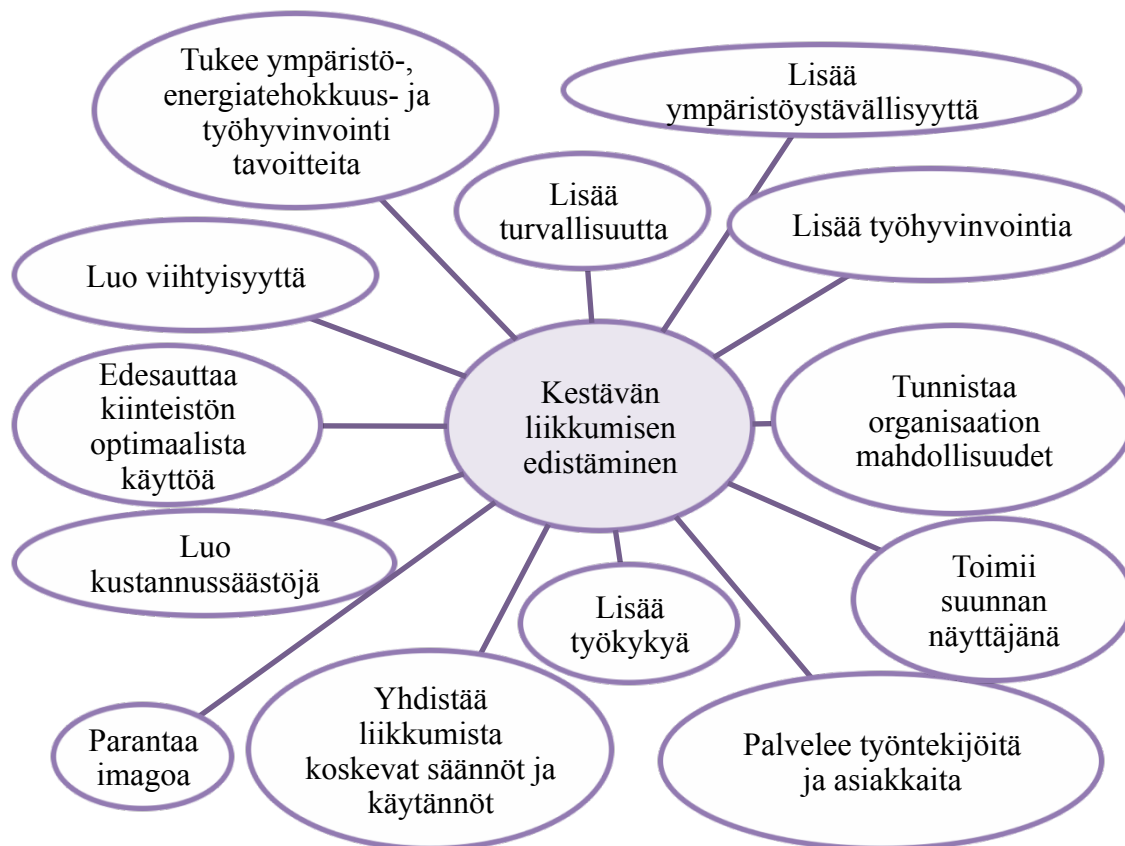 Tukee ympäristö-,
energiatehokkuus- ja
työhyvinvointi
tavoitteita
Lisää
ympäristöystävällisyyttä
Lisää
turvallisuutta
Lisää työhyvinvointia
Luo viihtyisyyttä
Edesauttaa
kiinteistön
optimaalista
käyttöä
Kestävän
liikkumisen
edistäminen
Tunnistaa
organisaation
mahdollisuudet
Luo
kustannussäästöjä
Lisää
työkykyä
Toimii
suunnan
näyttäjänä
Parantaa
imagoa
Yhdistää
liikkumista
koskevat säännöt ja
käytännöt
Palvelee työntekijöitä
ja asiakkaita